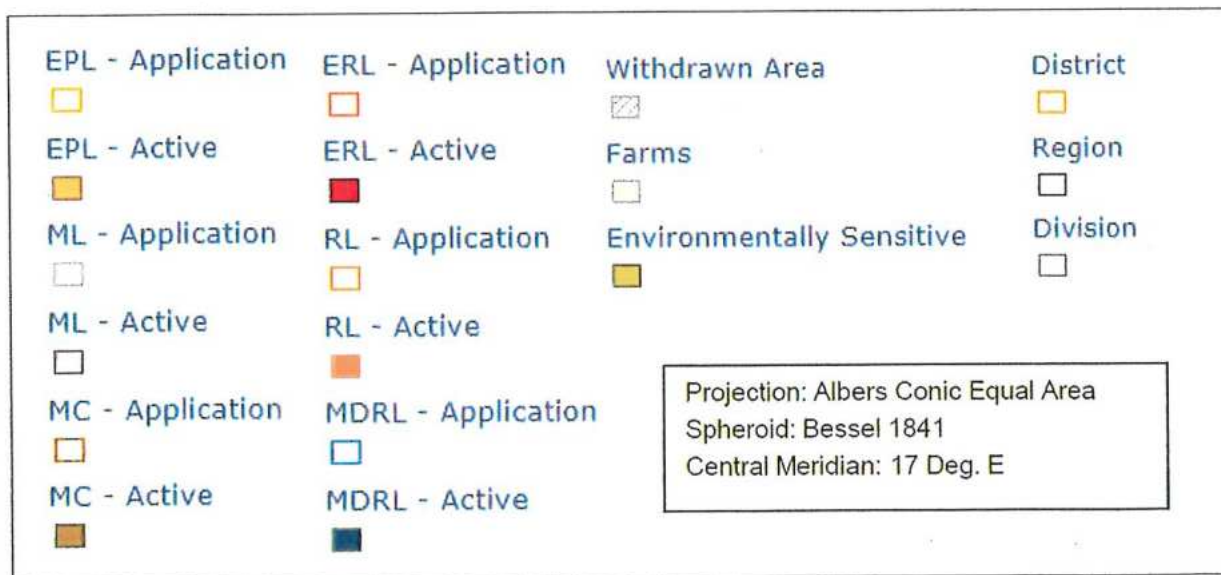 EPL - Application
EPL - Active
ML - Application
ML - Active
MC - Application
MC - Active
ERL - Application
ERL - Active
RL - Application
RL - Active
MDRL - Application
MDRL - Active
Withdrawn Area
Farms
Environmentally Sensitive
District
Region
Division
Projection: Albers Conic Equal Area
Spheroid: Bessel 1841
Central Meridian: 17 Deg. E